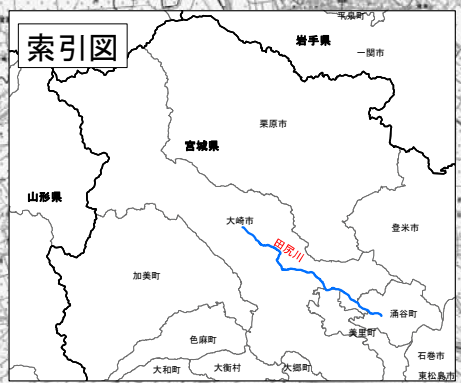 索引図
平泉町
岩手県
一関市
栗原市
宮城県
山形県
大崎市
登米市
田尻川
加美町
涌谷町
美里町
色麻町
石巻市
大和町
大衡村
大郷町
東松島市